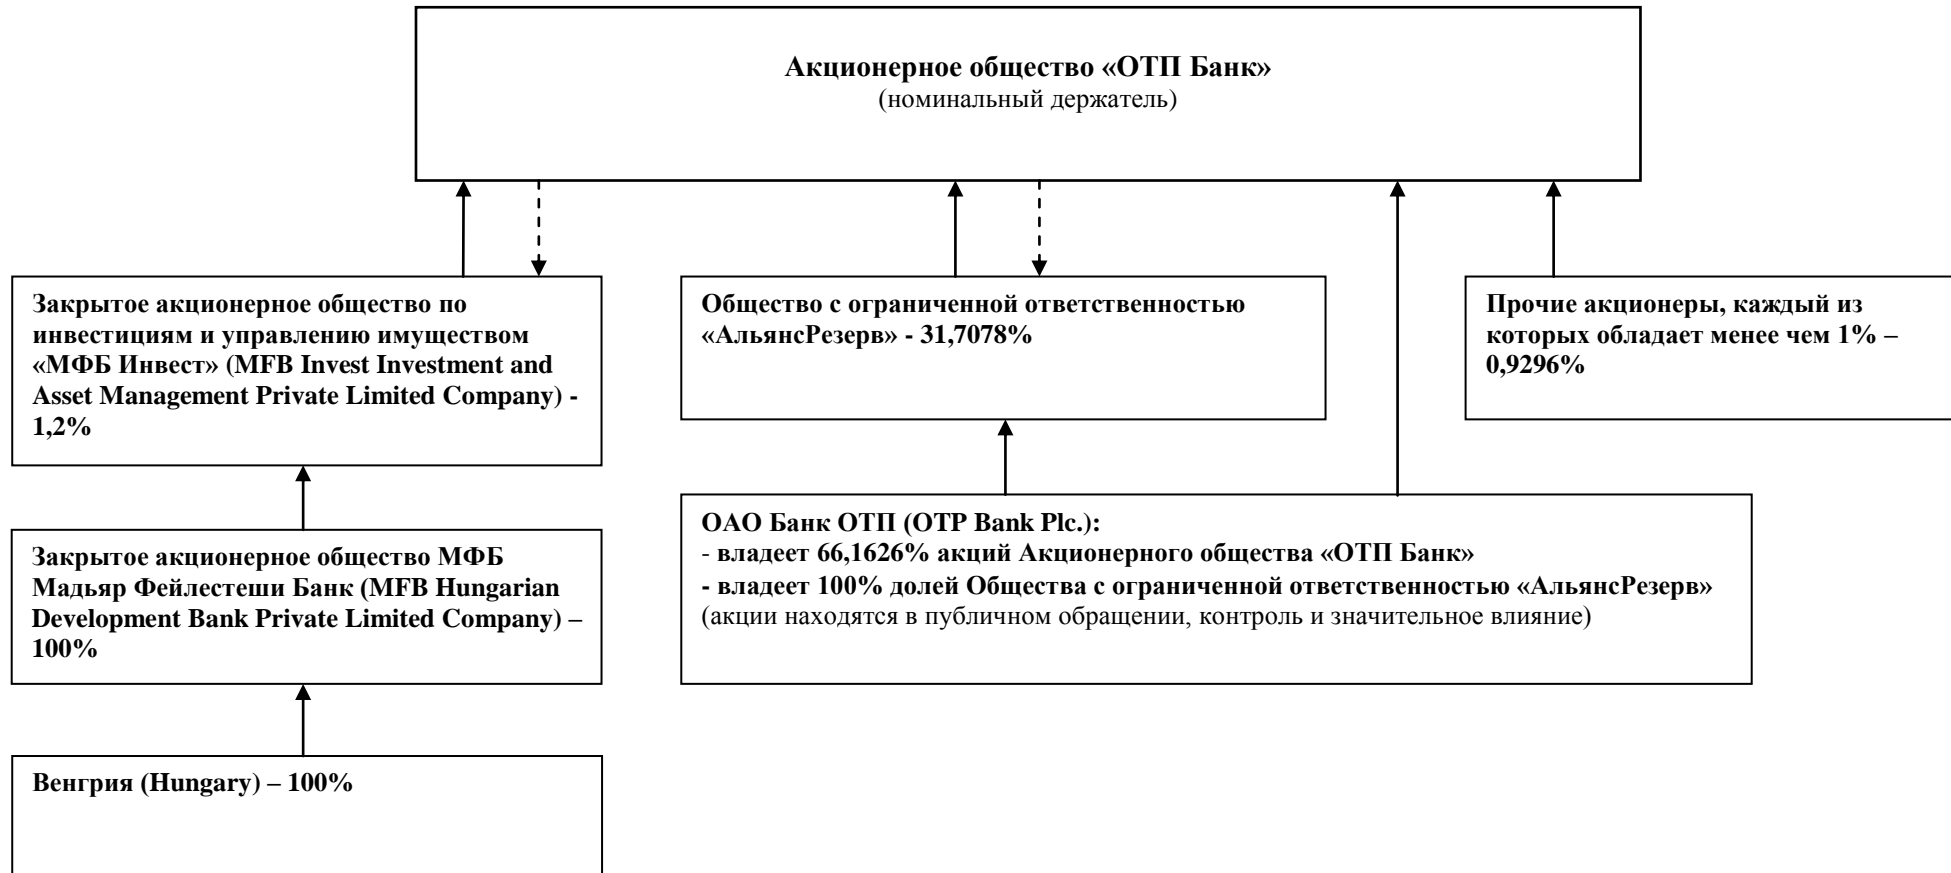 Акционерное общество «ОТП Банк»
(номинальный держатель)
Закрытое акционерное общество по
инвестициям и управлению имуществом
«МФБ Инвест» (MFB Invest Investment and
Asset Management Private Limited Company) -
1,2%
Общество с ограниченной ответственностью
«АльянсРезерв» - 31,7078%
Прочие акционеры, каждый из
которых обладает менее чем 1% –
0,9296%
Закрытое акционерное общество МФБ
Мадьяр Фейлестеши Банк (MFB Hungarian
Development Bank Private Limited Company) –
100%
ОАО Банк ОТП (OTP Bank Plc.):
- владеет 66,1626% акций Акционерного общества «ОТП Банк»
- владеет 100% долей Общества с ограниченной ответственностью «АльянсРезерв»
(акции находятся в публичном обращении, контроль и значительное влияние)
Венгрия (Hungary) – 100%